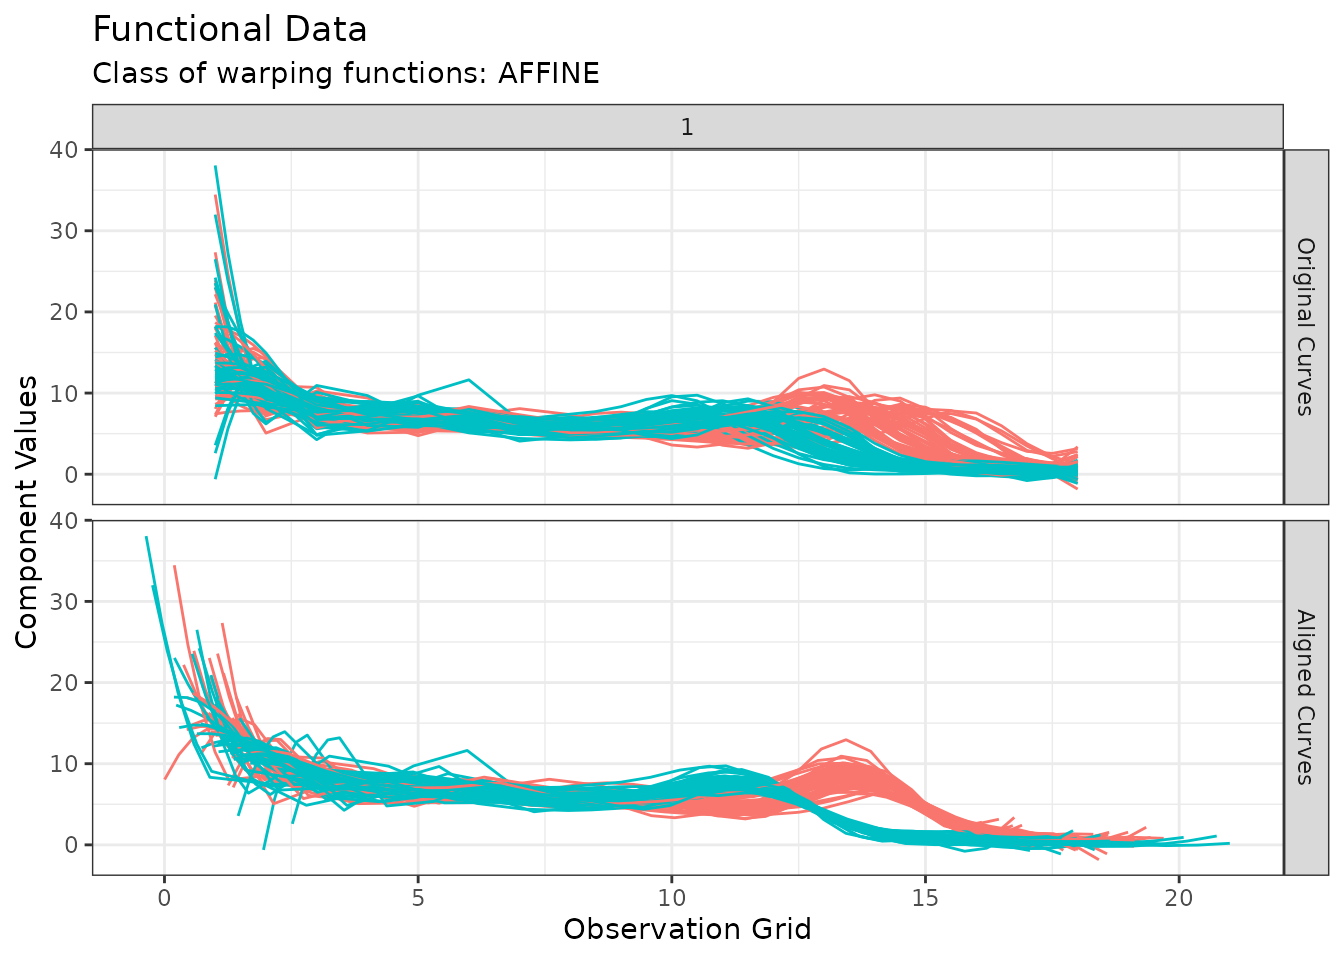 Functional Data
Class of warping functions: AFFINE
1
40
30
20
10
0
Original Curves
40
30
20
10
0
Aligned Curves
Component Values
0 5 10 15 20
Observation Grid